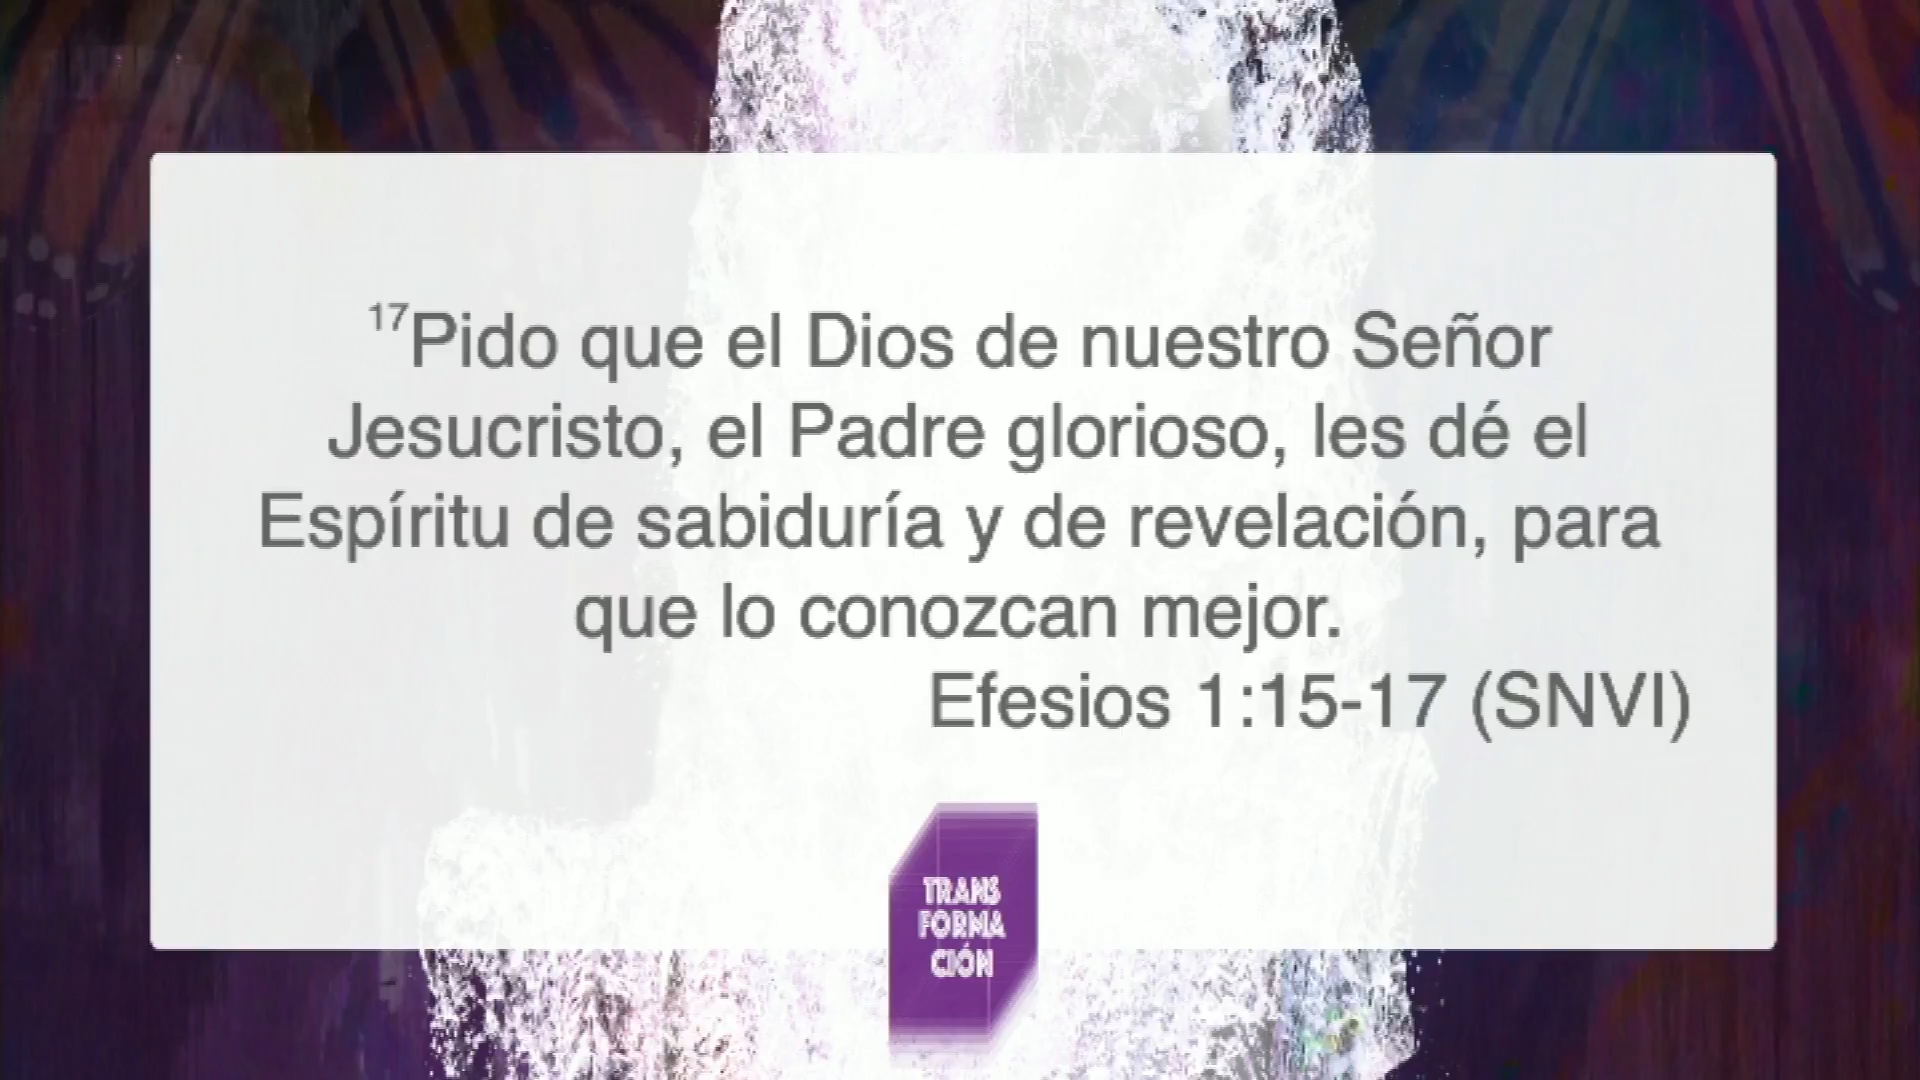 17Pido que el Dios de nuestro Señor
Jesucristo, el Padre glorioso, les dé el
Espíritu de sabiduría y de revelación, para
que lo conozcan mejor.
Efesios 1:15-17 (SNVI)
TRANS
FORMA
CIÓN